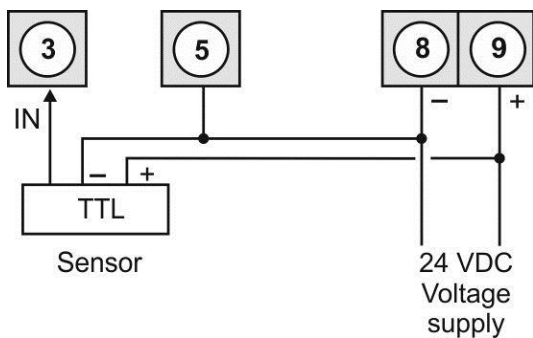 3 5 8 9
− +
IN
− +
TTL
Sensor
24 VDC
Voltage
supply